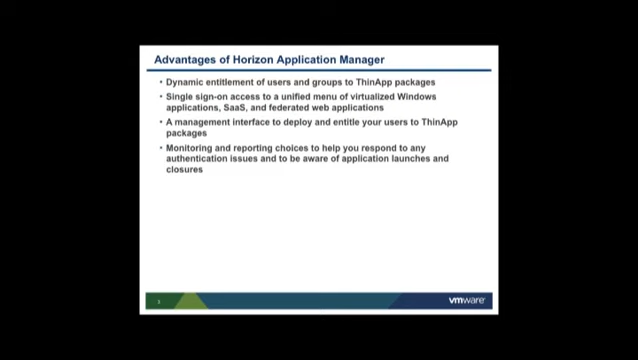 Advantages of Horizon Application Manager
• Dynamic entitlement of users and groups to ThinApp packages
• Single sign-on access to a unified menu of virtualized Windows
applications, SaaS, and federated web applications
• A management interface to deploy and entitle your users to ThinApp
packages
• Monitoring and reporting choices to help you respond to any
authentication issues and to be aware of application launches and
closures
vmware